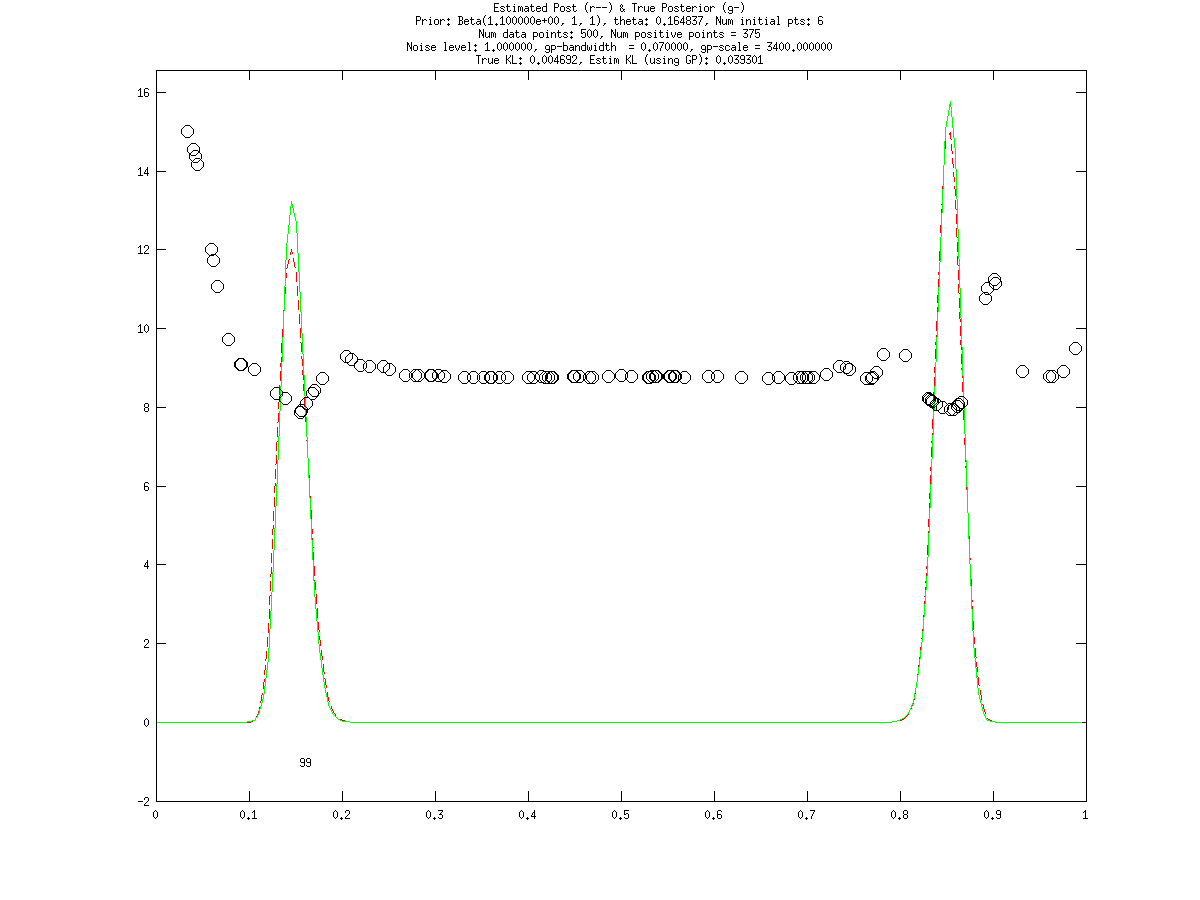 Estimated Post (r--) & True Posterior (g-)
Prior: Beta(1.100000e+00, 1, 1), theta: 0.164837, Num initial pts: 6
Num data points: 500, Num positive points = 375
Noise level: 1.000000, gp-bandwidth  = 0.070000, gp-scale = 3400.000000
True KL: 0.004692, Estim KL (using GP): 0.039301
16
14
12
10
8
6
4
2
0
99
-2
0 0.1 0.2 0.3 0.4 0.5 0.6 0.7 0.8 0.9 1